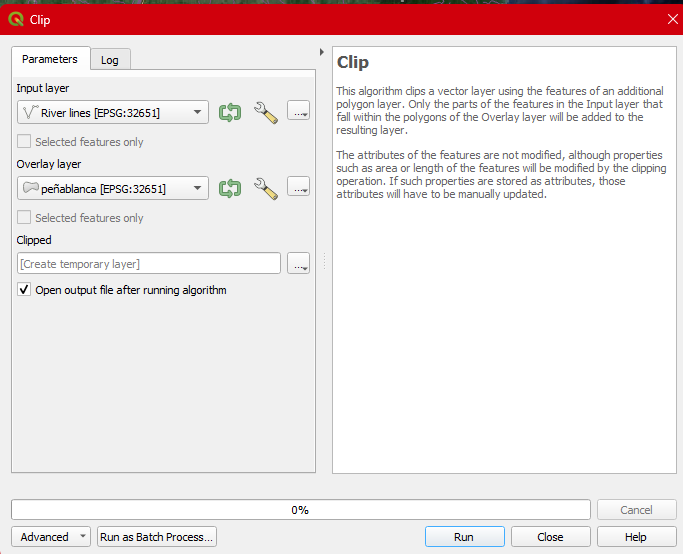 Clip
Parameters
Log
Input layer
River lines [EPSG:32651]
...
Selected features only
Overlay layer
peñablanca [EPSG:32651]
...
Selected features only
Clipped
[Create temporary layer]
...
Open output file after running algorithm
Clip
This algorithm clips a vector layer using the features of an additional
polygon layer. Only the parts of the features in the Input layer that
fall within the polygons of the Overlay layer will be added to the
resulting layer.
The attributes of the features are not modified, although properties
such as area or length of the features will be modified by the clipping
operation. If such properties are stored as attributes, those
attributes will have to be manually updated.
0%
Cancel
Advanced
Run as Batch Process...
Run
Close
Help